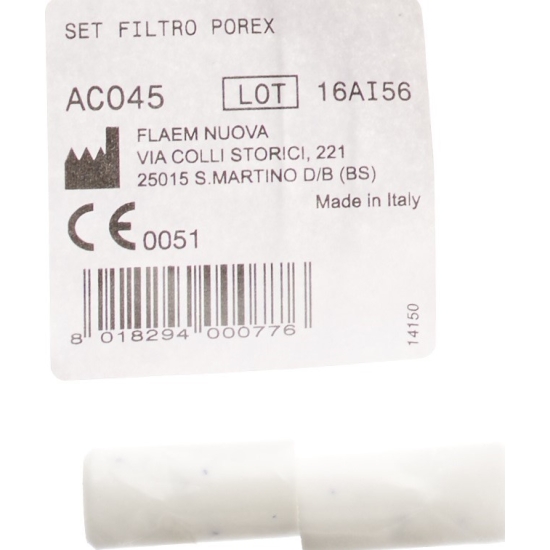 SET FILTRO POREX
AC045 LOT 16AI56
FLAEM NUOVA
VIA COLLI STORICI, 221
25015 S.MARTINO D/B (BS)
Made in Italy
CE 0051
8 018294 000776
14150